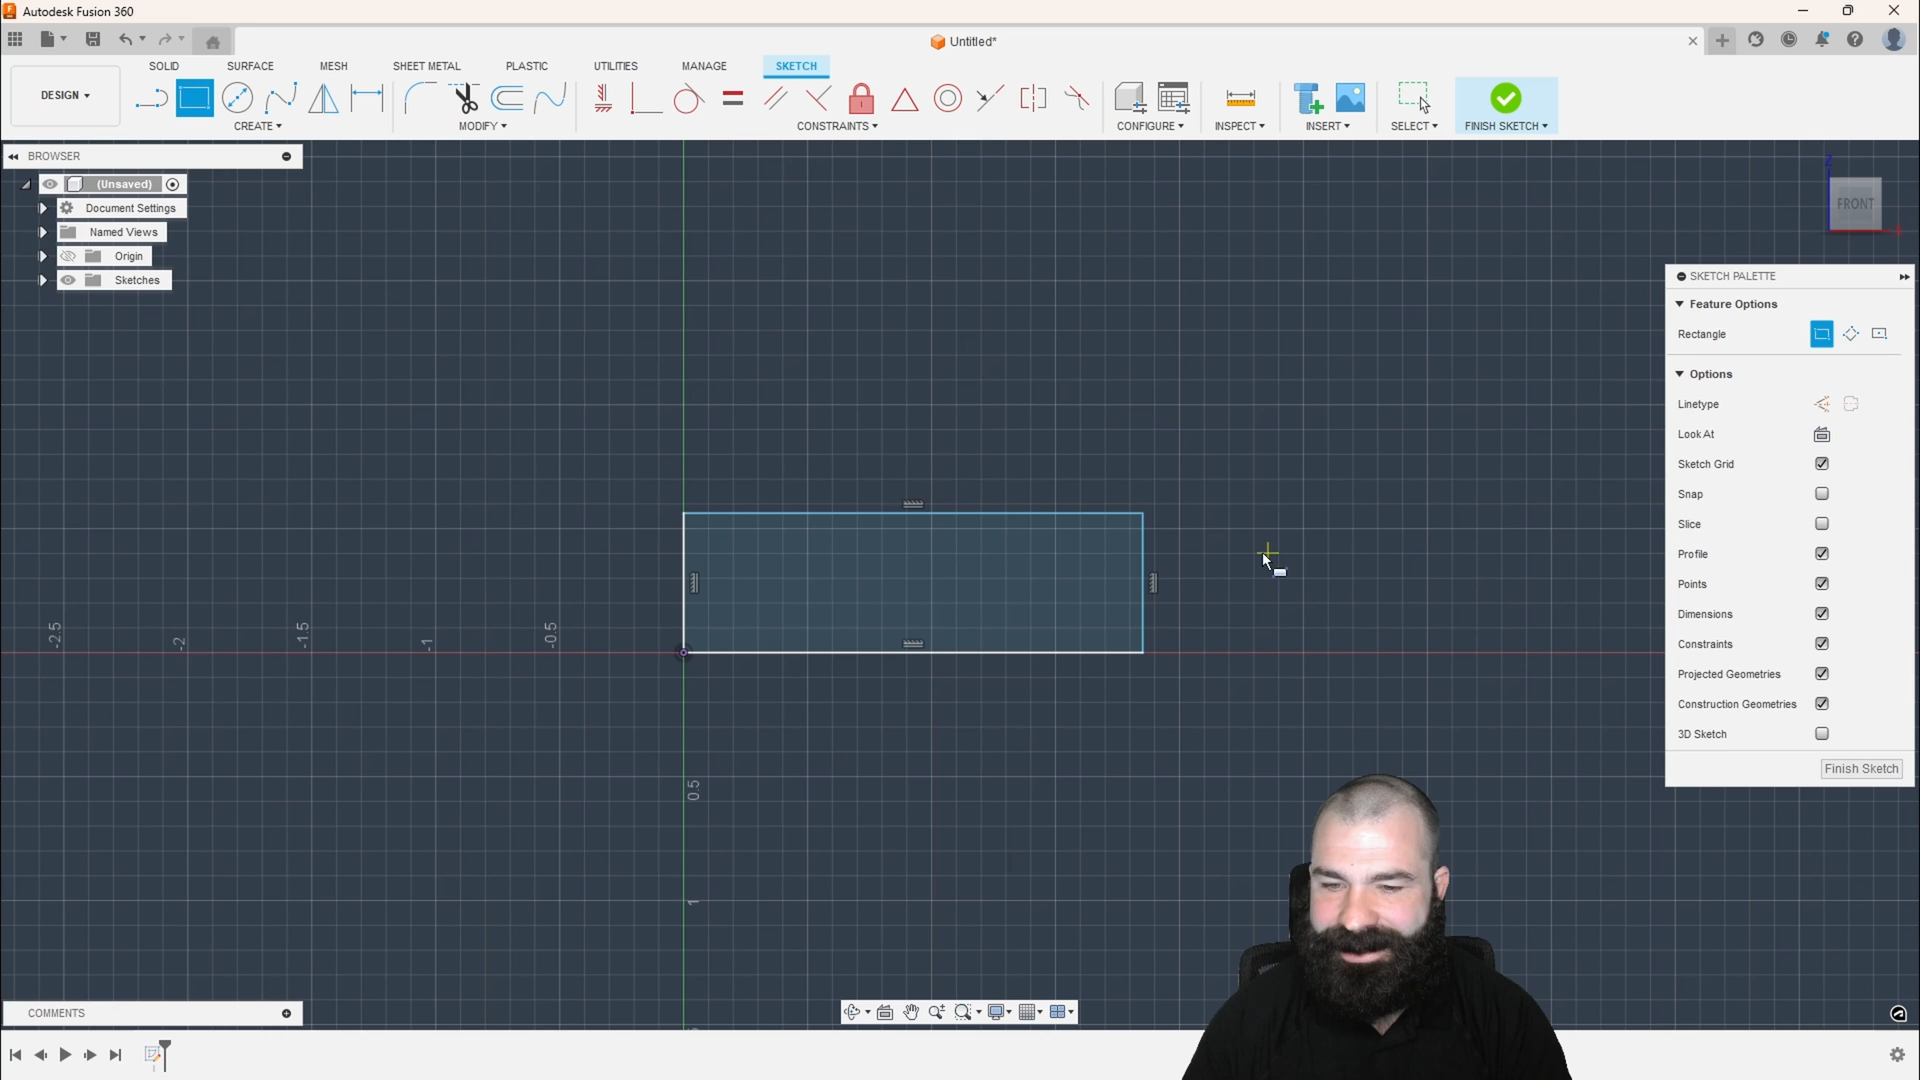 Autodesk Fusion 360
Untitled*
DESIGN
SOLID
SURFACE
MESH
SHEET METAL
PLASTIC
UTILITIES
MANAGE
SKETCH
CREATE
MODIFY
CONSTRAINTS
CONFIGURE
INSPECT
INSERT
SELECT
FINISH SKETCH
BROWSER
(Unsaved)
Document Settings
Named Views
Origin
Sketches
Z
FRONT
SKETCH PALETTE
Feature Options
Rectangle
Options
Linetype
Look At
Sketch Grid
Snap
Slice
Profile
Points
Dimensions
Constraints
Projected Geometries
Construction Geometries
3D Sketch
Finish Sketch
-2.5
-2
-1.5
-1
-0.5
0.5
1
COMMENTS